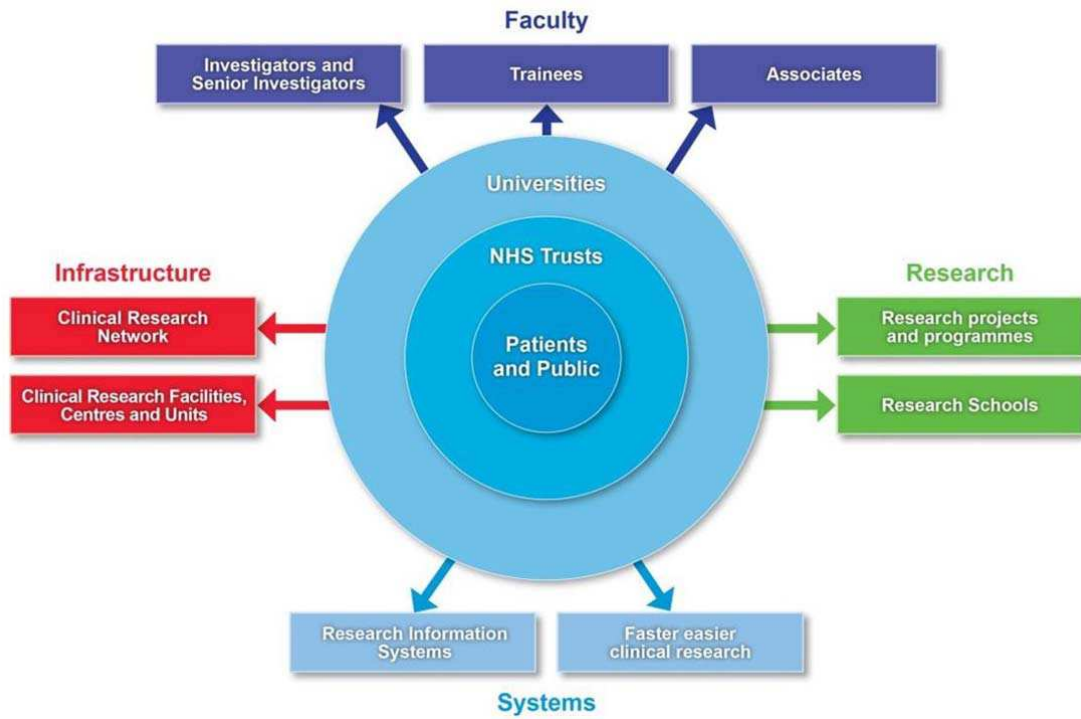 Faculty
Investigators and
Senior Investigators
Trainees
Associates
Universities
NHS Trusts
Patients
and Public
Infrastructure
Clinical Research
Network
Clinical Research Facilities,
Centres and Units
Research
Research projects
and programmes
Research Schools
Research Information
Systems
Faster easier
clinical research
Systems